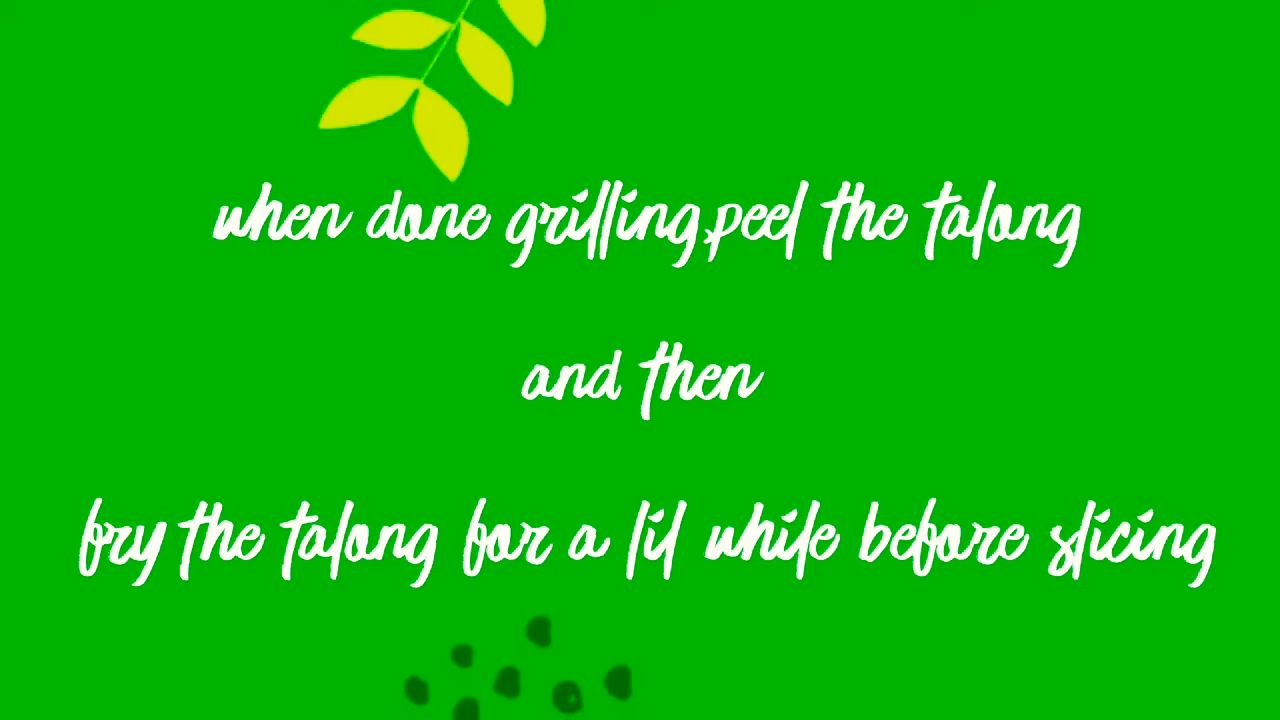 when done grilling,peel the talong
and then
fry the talong for a lil while before slicing